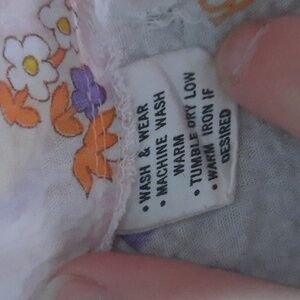 • WASH & WEAR
• MACHINE WASH
WARM
• TUMBLE DRY LOW
• WARM IRON IF
DESIRED